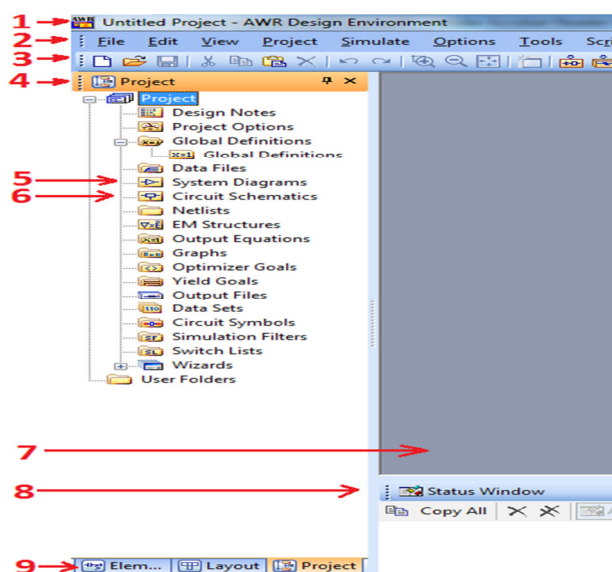 1 AWR Untitled Project - AWR Design Environment
2 File Edit View Project Simulate Options Tools Scri
3
4 Project
Project
Design Notes
Project Options
Global Definitions
Global Definitions
Data Files
5 System Diagrams
6 Circuit Schematics
Netlists
EM Structures
Output Equations
Graphs
Optimizer Goals
Yield Goals
Output Files
Data Sets
Circuit Symbols
Simulation Filters
Switch Lists
Wizards
User Folders
7
8 Status Window
Copy All
9 Elem... Layout Project